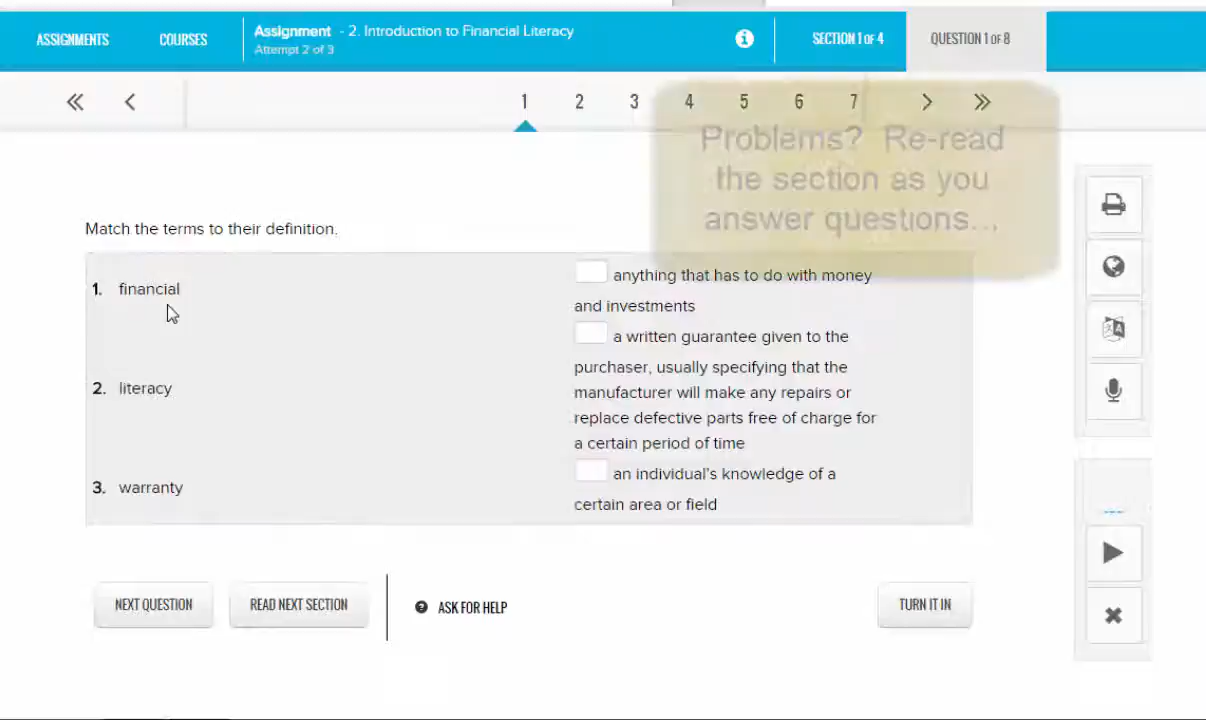 ASSIGNMENTS COURSES Assignment - 2. Introduction to Financial Literacy SECTION 1 OF 4 QUESTION 1 OF 8
Attempt 2 of 3
1 2 3 4 5 6 7
Problems? Re-read
the section as you
answer questions...
Match the terms to their definition.
1. financial
2. literacy
3. warranty
anything that has to do with money
and investments
a written guarantee given to the
purchaser, usually specifying that the
manufacturer will make any repairs or
replace defective parts free of charge for
a certain period of time
an individual's knowledge of a
certain area or field
NEXT QUESTION READ NEXT SECTION ? ASK FOR HELP TURN IT IN